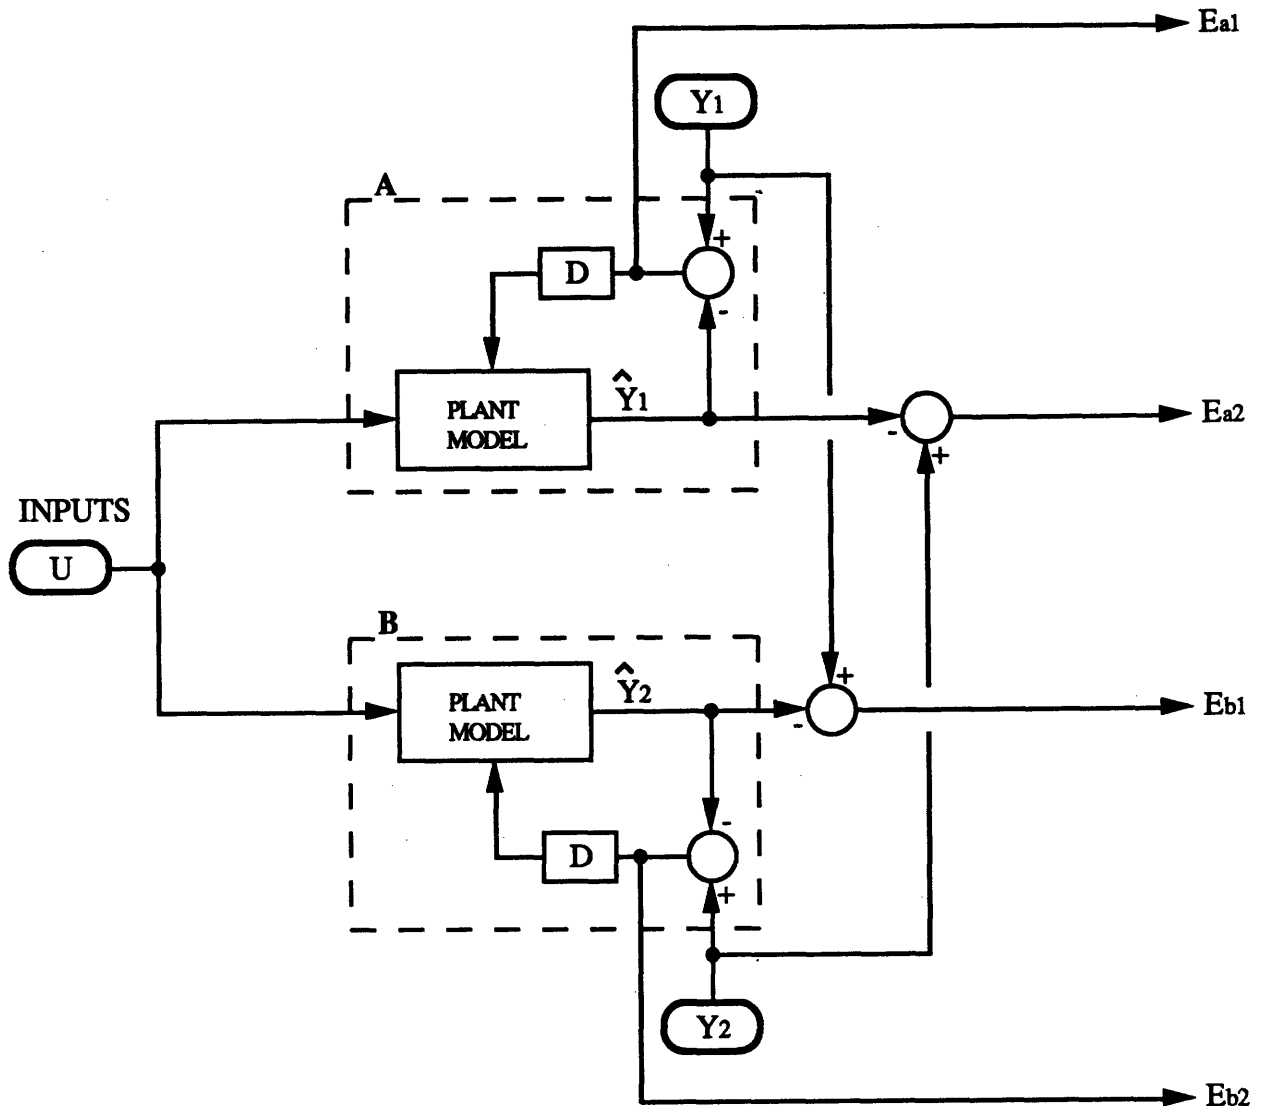 Ea1
Y1
A
+
D
-
Ŷ1
PLANT
MODEL
Ea2
-
+
INPUTS
U
B
Ŷ2
+
PLANT
MODEL
Eb1
-
-
D
+
Y2
Eb2